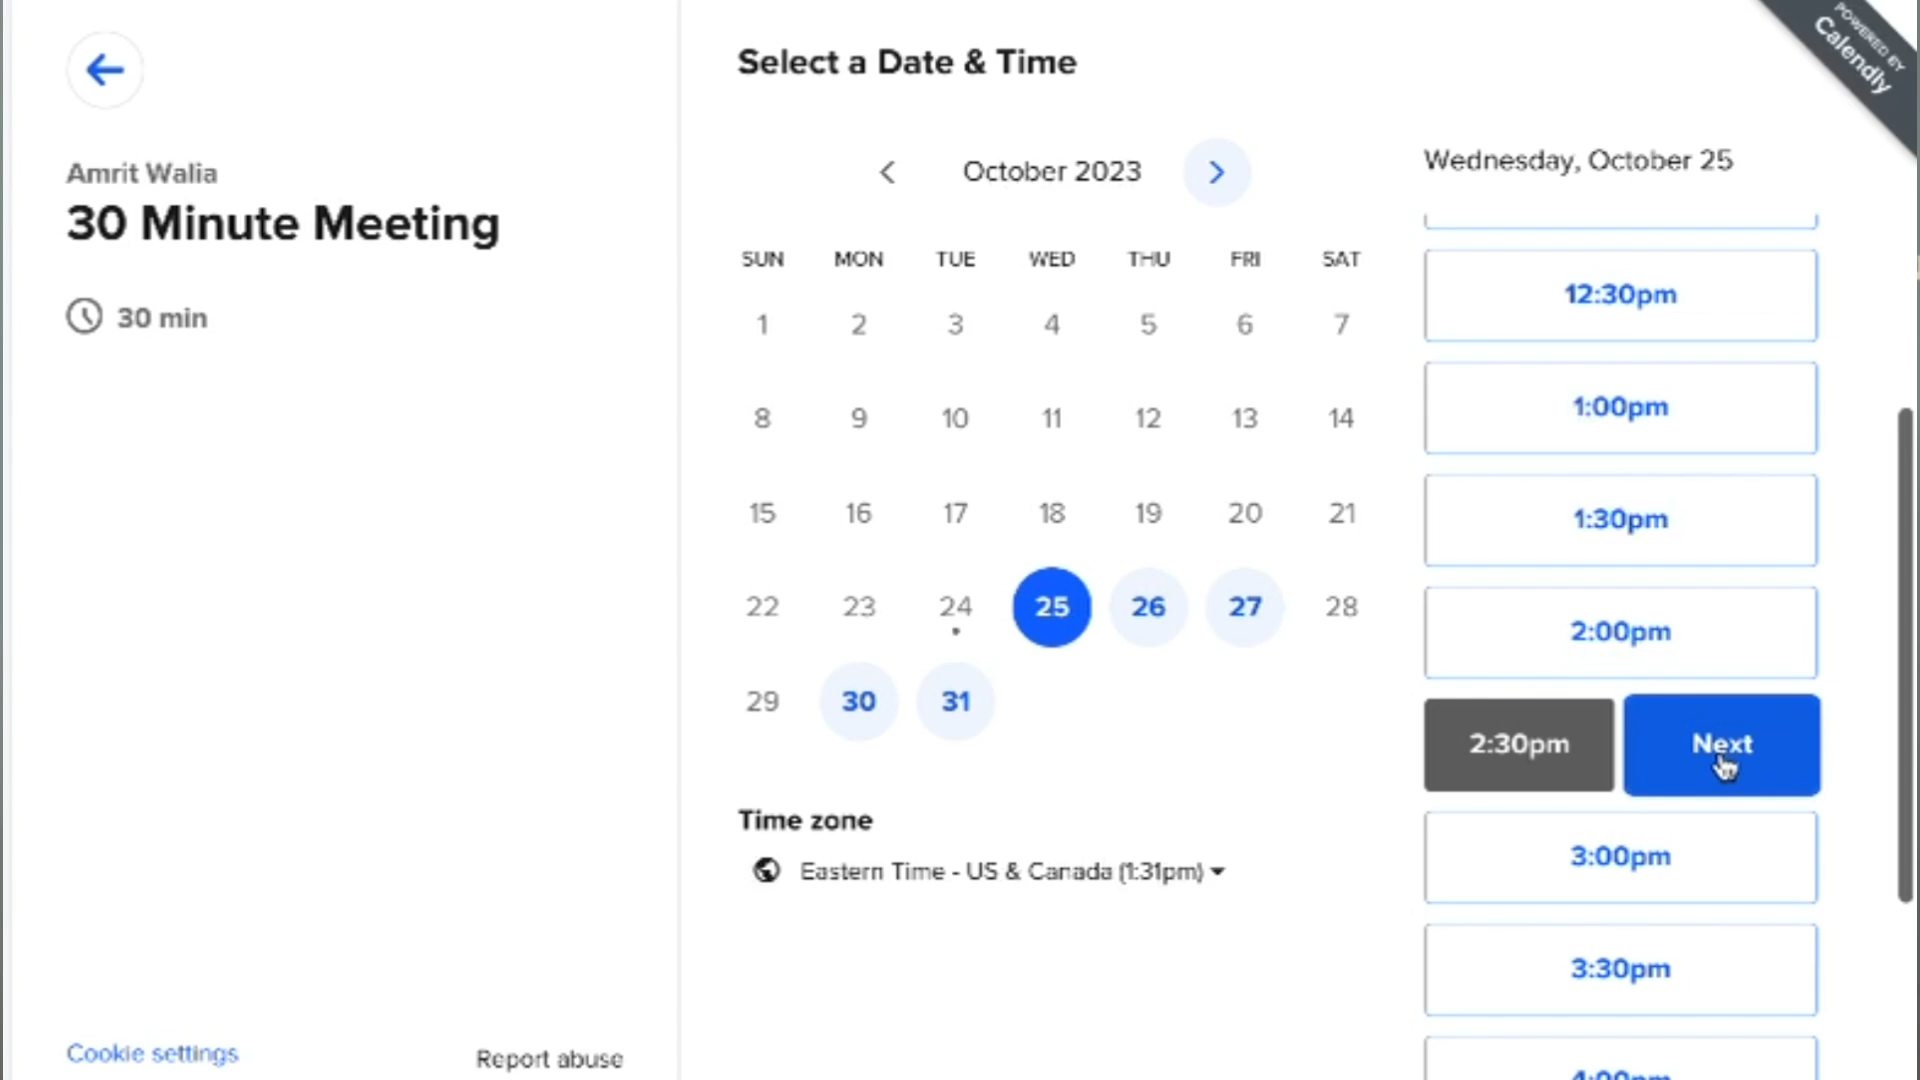 POWERED BY
Calendly
Amrit Walia
30 Minute Meeting
30 min
Cookie settings
Report abuse
Select a Date & Time
October 2023
SUN MON TUE WED THU FRI SAT
1 2 3 4 5 6 7
8 9 10 11 12 13 14
15 16 17 18 19 20 21
22 23 24 25 26 27 28
29 30 31
Time zone
Eastern Time - US & Canada (1:31pm)
Wednesday, October 25
12:30pm
1:00pm
1:30pm
2:00pm
2:30pm Next
3:00pm
3:30pm
4:00pm